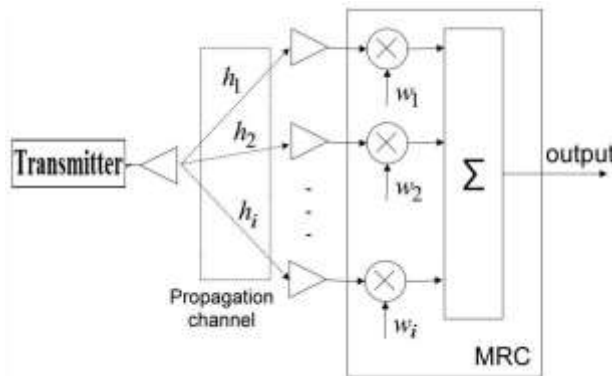 h1
w1
h2
Transmitter
w2
Σ
output
hi
Propagation
channel
wi
MRC